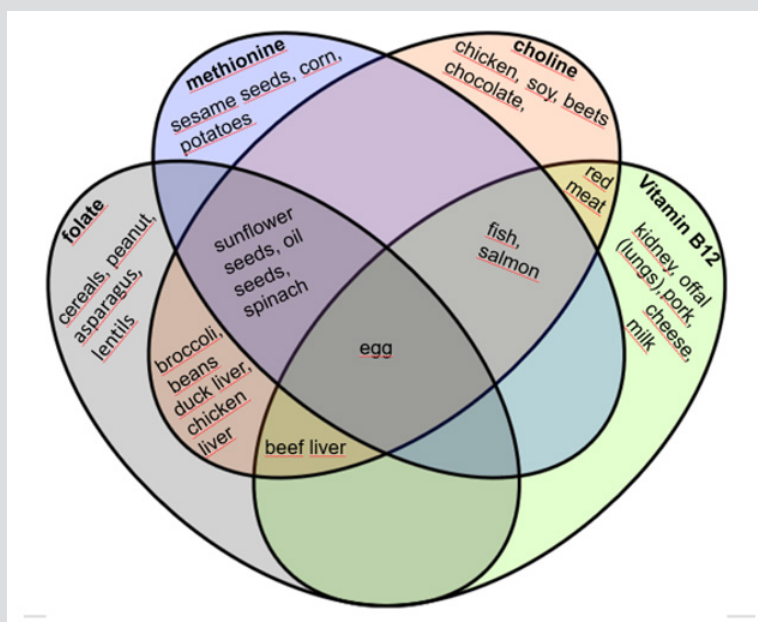 methionine
sesame seeds, corn,
potatoes
choline
chicken, soy, beets
chocolate,
folate
cereals, peanut,
asparagus,
lentils
Vitamin B12
kidney, offal
(lungs),pork,
cheese,
milk
red
meat
sunflower
seeds, oil
seeds,
spinach
fish,
salmon
broccoli,
beans
duck liver,
chicken
liver
egg
beef liver